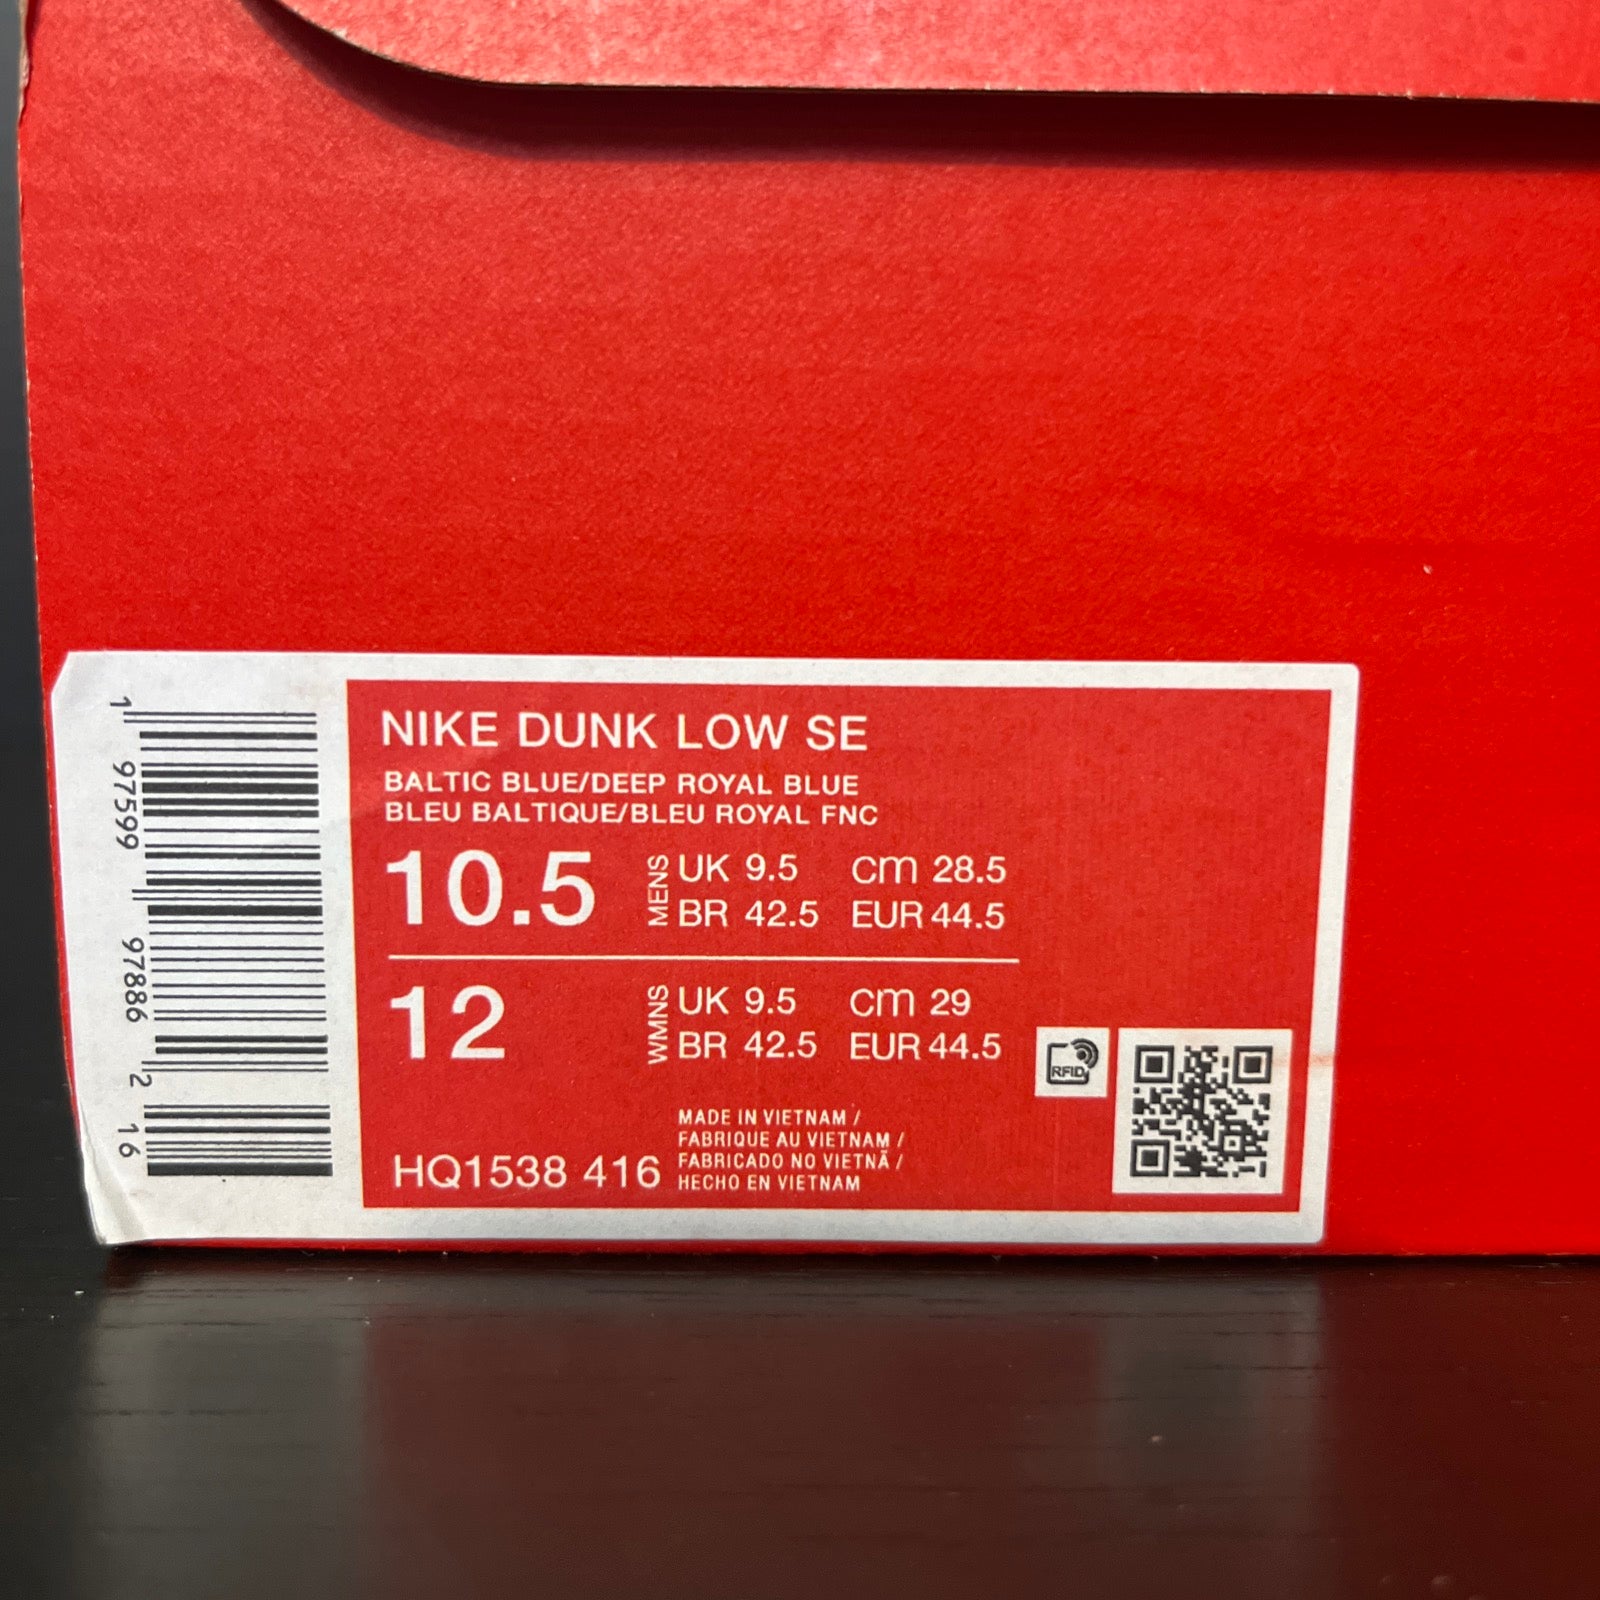 NIKE DUNK LOW SE
BALTIC BLUE/DEEP ROYAL BLUE
BLEU BALTIQUE/BLEU ROYAL FNC
10.5 MENS UK 9.5 CM 28.5
BR 42.5 EUR 44.5
12 WMNS UK 9.5 CM 29
BR 42.5 EUR 44.5
RFID
MADE IN VIETNAM /
FABRIQUE AU VIETNAM /
FABRICADO NO VIETNÃ /
HECHO EN VIETNAM
HQ1538 416
1 97599 97886 2 16